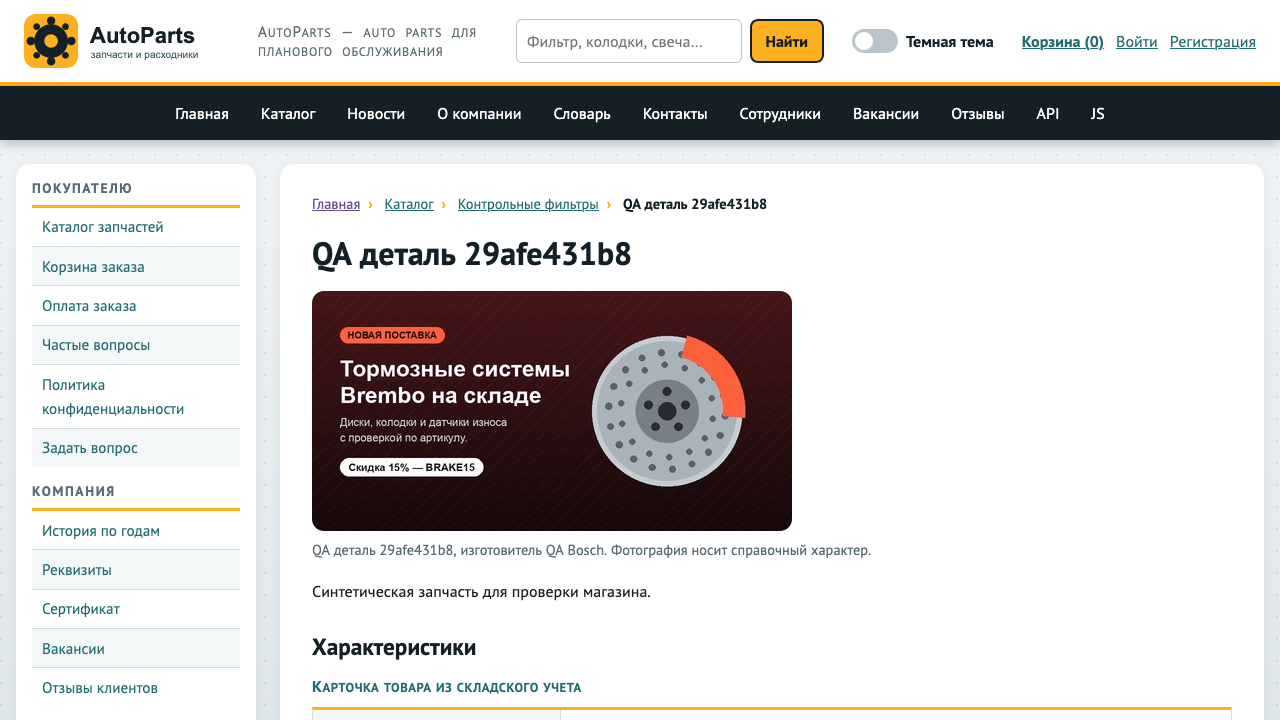 AutoParts
запчасти и расходники
AutoParts — auto parts для
планового обслуживания
Фильтр, колодки, свеча...
Найти
Темная тема
Корзина (0)
Войти
Регистрация
Главная
Каталог
Новости
О компании
Словарь
Контакты
Сотрудники
Вакансии
Отзывы
API
JS
ПОКУПАТЕЛЮ
Каталог запчастей
Корзина заказа
Оплата заказа
Частые вопросы
Политика
конфиденциальности
Задать вопрос
КОМПАНИЯ
История по годам
Реквизиты
Сертификат
Вакансии
Отзывы клиентов
Главная › Каталог › Контрольные фильтры › QA деталь 29afe431b8
QA деталь 29afe431b8
НОВАЯ ПОСТАВКА
Тормозные системы
Brembo на складе
Диски, колодки и датчики износа
с проверкой по артикулу.
Скидка 15% — BRAKE15
QA деталь 29afe431b8, изготовитель QA Bosch. Фотография носит справочный характер.
Синтетическая запчасть для проверки магазина.
Характеристики
Карточка товара из складского учета